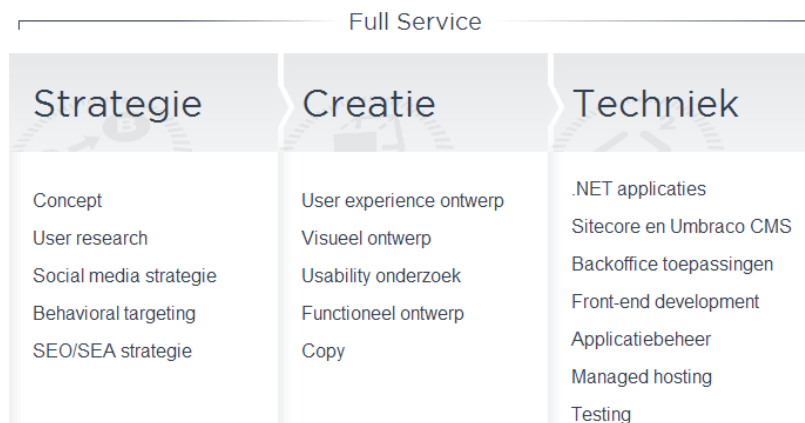 Full Service
Strategie
Concept
User research
Social media strategie
Behavioral targeting
SEO/SEA strategie
Creatie
User experience ontwerp
Visueel ontwerp
Usability onderzoek
Functioneel ontwerp
Copy
Techniek
.NET applicaties
Sitecore en Umbraco CMS
Backoffice toepassingen
Front-end development
Applicatiebeheer
Managed hosting
Testing